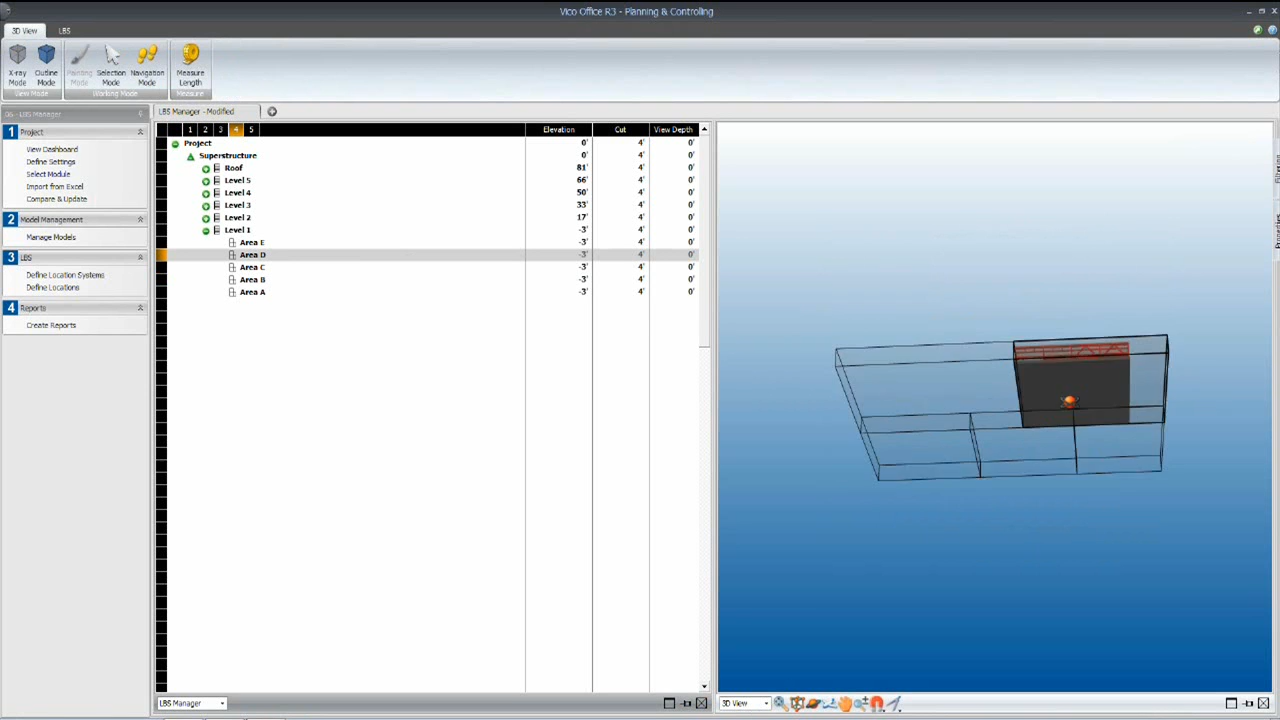 Vico Office R3 - Planning & Controlling
3D View LBS
X-ray Mode Outline Mode Painting Mode Selection Mode Navigation Mode Measure Length
View Mode Working Mode Measure
06 - LBS Manager
LBS Manager - Modified
1 Project
View Dashboard
Define Settings
Select Module
Import from Excel
Compare & Update
2 Model Management
Manage Models
3 LBS
Define Location Systems
Define Locations
4 Reports
Create Reports
1 2 3 4 5 Elevation Cut View Depth
Project 0' 4' 0'
Superstructure 0' 4' 0'
Roof 81' 4' 0'
Level 5 66' 4' 0'
Level 4 50' 4' 0'
Level 3 33' 4' 0'
Level 2 17' 4' 0'
Level 1 -3' 4' 0'
Area E -3' 4' 0'
Area D -3' 4' 0'
Area C -3' 4' 0'
Area B -3' 4' 0'
Area A -3' 4' 0'
Filtering
Properties
LBS Manager
3D View